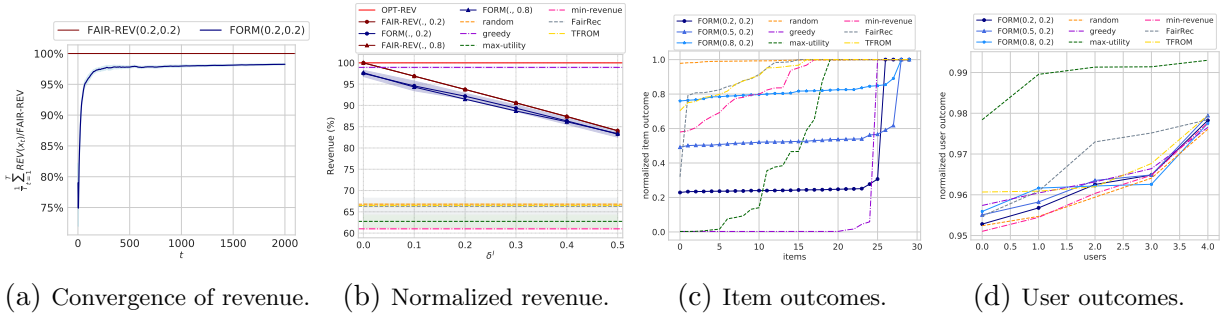 FAIR-REV(0.2,0.2) FORM(0.2,0.2)
100%
95%
90%
85%
80%
75%
0 500 1000 1500 2000
t
OPT-REV
FAIR-REV(., 0.2)
FORM(., 0.2)
FORM(., 0.8)
FAIR-REV(., 0.8)
random
greedy
max-utility
min-revenue
FairRec
TFROM
Revenue (%)
100
95
90
85
80
75
70
65
60
0.0 0.1 0.2 0.3 0.4 0.5
FORM(0.2, 0.2)
FORM(0.5, 0.2)
FORM(0.8, 0.2)
random
greedy
max-utility
min-revenue
FairRec
TFROM
normalized item outcome
1.0
0.8
0.6
0.4
0.2
0.0
0 5 10 15 20 25 30
items
FORM(0.2, 0.2)
FORM(0.5, 0.2)
FORM(0.8, 0.2)
random
greedy
max-utility
min-revenue
FairRec
TFROM
normalized user outcome
0.99
0.98
0.97
0.96
0.95
0.0 0.5 1.0 1.5 2.0 2.5 3.0 3.5 4.0
users
(a) Convergence of revenue.
(b) Normalized revenue.
(c) Item outcomes.
(d) User outcomes.